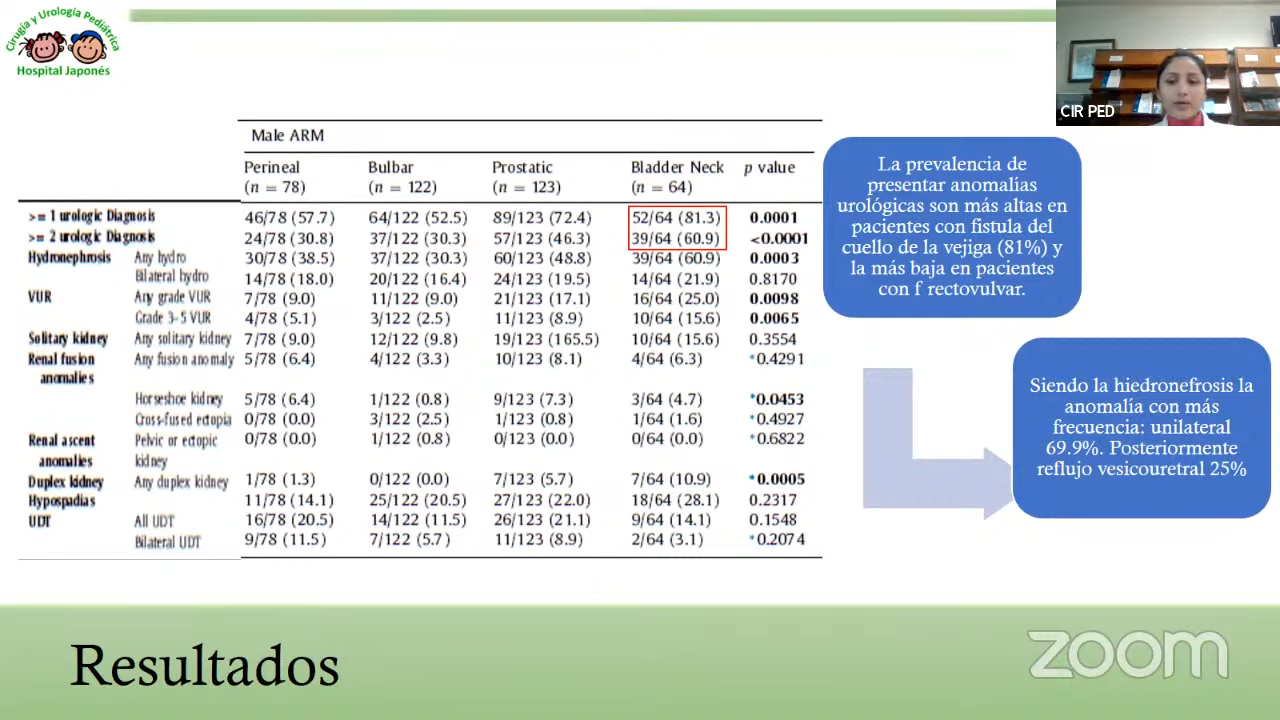 Cirugía y Urología Pediátrica
Hospital Japonés
CIR PED
Male ARM
Perineal Bulbar Prostatic Bladder Neck p value
(n = 78) (n = 122) (n = 123) (n = 64)
>= 1 urologic Diagnosis 46/78 (57.7) 64/122 (52.5) 89/123 (72.4) 52/64 (81.3) 0.0001
>= 2 urologic Diagnosis 24/78 (30.8) 37/122 (30.3) 57/123 (46.3) 39/64 (60.9) <0.0001
Hydronephrosis Any hydro 30/78 (38.5) 37/122 (30.3) 60/123 (48.8) 39/64 (60.9) 0.0003
Bilateral hydro 14/78 (18.0) 20/122 (16.4) 24/123 (19.5) 14/64 (21.9) 0.8170
VUR Any grade VUR 7/78 (9.0) 11/122 (9.0) 21/123 (17.1) 16/64 (25.0) 0.0098
Grade 3-5 VUR 4/78 (5.1) 3/122 (2.5) 11/123 (8.9) 10/64 (15.6) 0.0065
Solitary kidney Any solitary kidney 7/78 (9.0) 12/122 (9.8) 19/123 (165.5) 10/64 (15.6) 0.3554
Renal fusion Any fusion anomaly 5/78 (6.4) 4/122 (3.3) 10/123 (8.1) 4/64 (6.3) *0.4291
anomalies
Horseshoe kidney 5/78 (6.4) 1/122 (0.8) 9/123 (7.3) 3/64 (4.7) *0.0453
Cross-fused ectopia 0/78 (0.0) 3/122 (2.5) 1/123 (0.8) 1/64 (1.6) *0.4927
Renal ascent Pelvic or ectopic 0/78 (0.0) 1/122 (0.8) 0/123 (0.0) 0/64 (0.0) *0.6822
anomalies kidney
Duplex kidney Any duplex kidney 1/78 (1.3) 0/122 (0.0) 7/123 (5.7) 7/64 (10.9) *0.0005
Hypospadias 11/78 (14.1) 25/122 (20.5) 27/123 (22.0) 18/64 (28.1) 0.2317
UDT All UDT 16/78 (20.5) 14/122 (11.5) 26/123 (21.1) 9/64 (14.1) 0.1548
Bilateral UDT 9/78 (11.5) 7/122 (5.7) 11/123 (8.9) 2/64 (3.1) *0.2074
La prevalencia de
presentar anomalías
urológicas son más altas en
pacientes con fistula del
cuello de la vejiga (81%) y
la más baja en pacientes
con f rectovulvar.
Siendo la hiedronefrosis la
anomalía con más
frecuencia: unilateral
69.9%. Posteriormente
reflujo vesicouretral 25%
Resultados
zoom